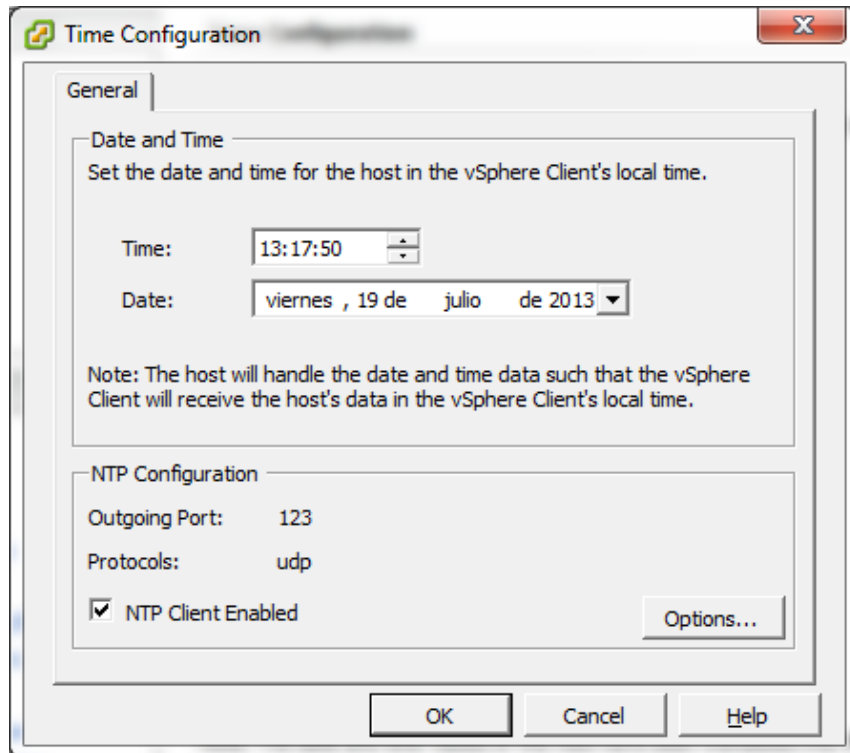 Time Configuration
General
Date and Time
Set the date and time for the host in the vSphere Client's local time.
Time: 13:17:50
Date: viernes , 19 de julio de 2013
Note: The host will handle the date and time data such that the vSphere
Client will receive the host's data in the vSphere Client's local time.
NTP Configuration
Outgoing Port: 123
Protocols: udp
NTP Client Enabled
Options...
OK Cancel Help